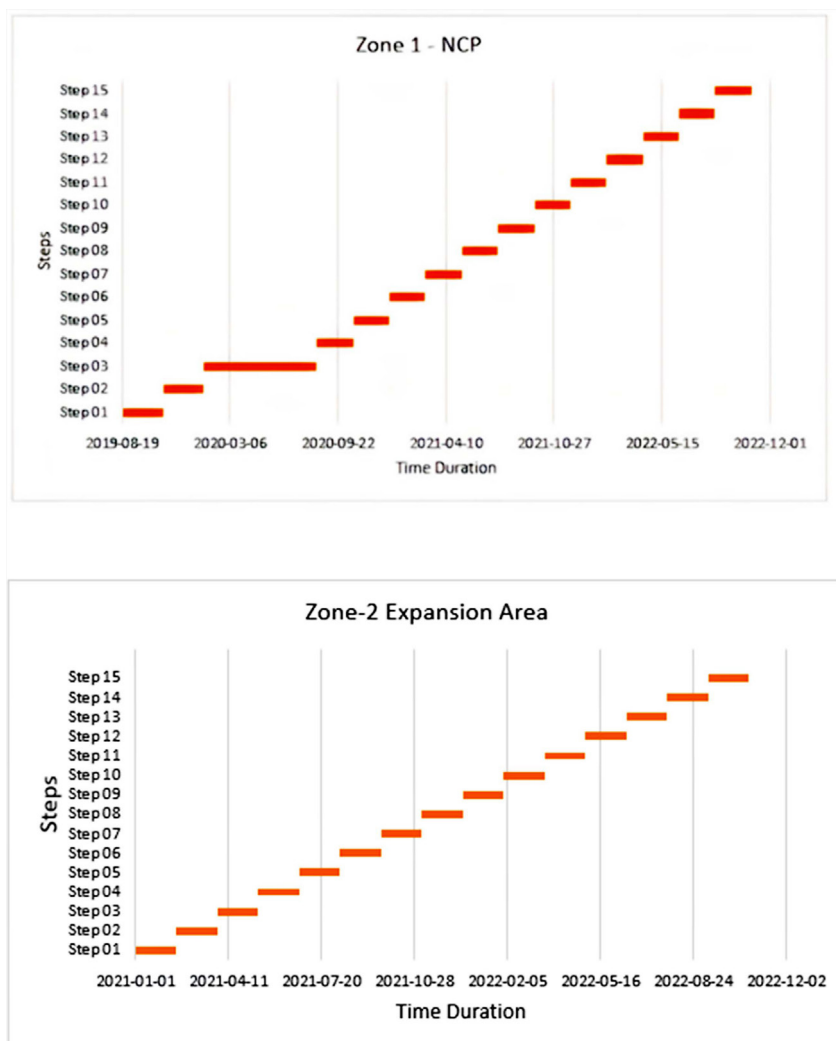 Zone 1 - NCP
Step 15
Step 14
Step 13
Step 12
Step 11
Step 10
Step 09
Step 08
Step 07
Step 06
Step 05
Step 04
Step 03
Step 02
Step 01
Steps
2019-08-19 2020-03-06 2020-09-22 2021-04-10 2021-10-27 2022-05-15 2022-12-01
Time Duration
Zone-2 Expansion Area
Step 15
Step 14
Step 13
Step 12
Step 11
Step 10
Step 09
Step 08
Step 07
Step 06
Step 05
Step 04
Step 03
Step 02
Step 01
Steps
2021-01-01 2021-04-11 2021-07-20 2021-10-28 2022-02-05 2022-05-16 2022-08-24 2022-12-02
Time Duration